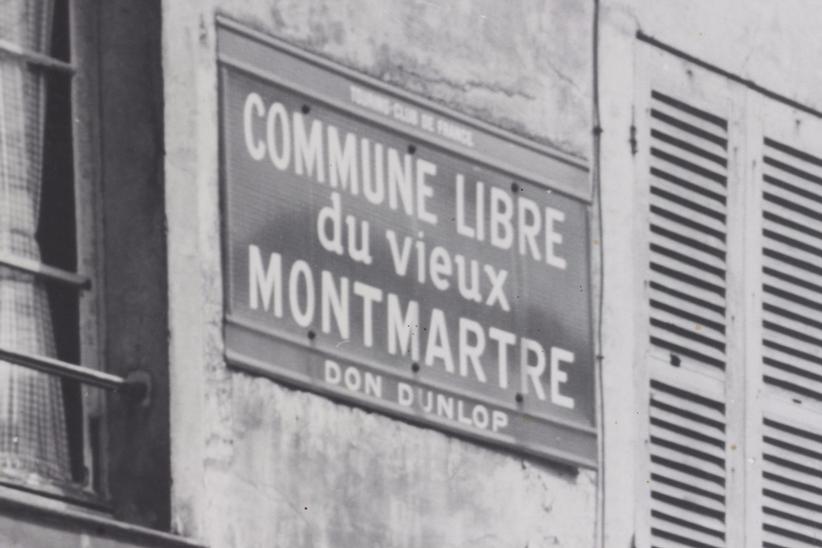 TOURING-CLUB DE FRANCE
COMMUNE LIBRE
du vieux
MONTMARTRE
DON DUNLOP